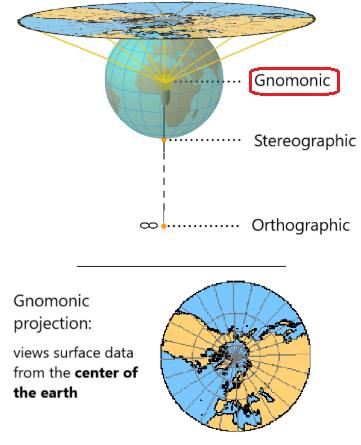 Gnomonic
Stereographic
∞
Orthographic
Gnomonic
projection:
views surface data
from the center of
the earth